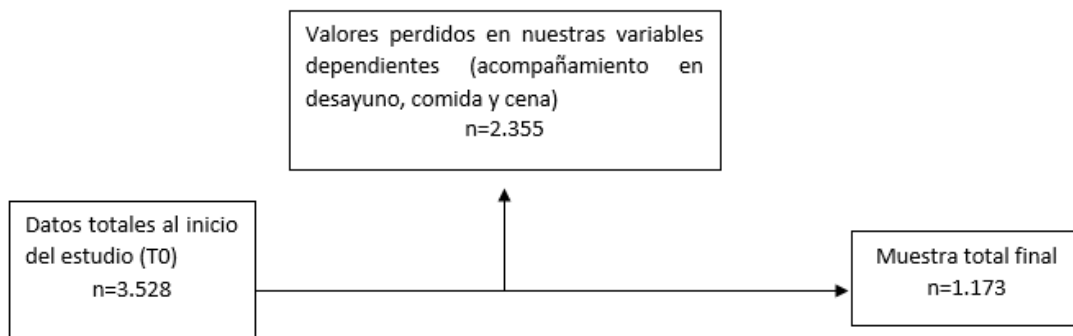 Valores perdidos en nuestras variables
dependientes (acompañamiento en
desayuno, comida y cena)
n=2.355
Datos totales al inicio
del estudio (T0)
n=3.528
Muestra total final
n=1.173